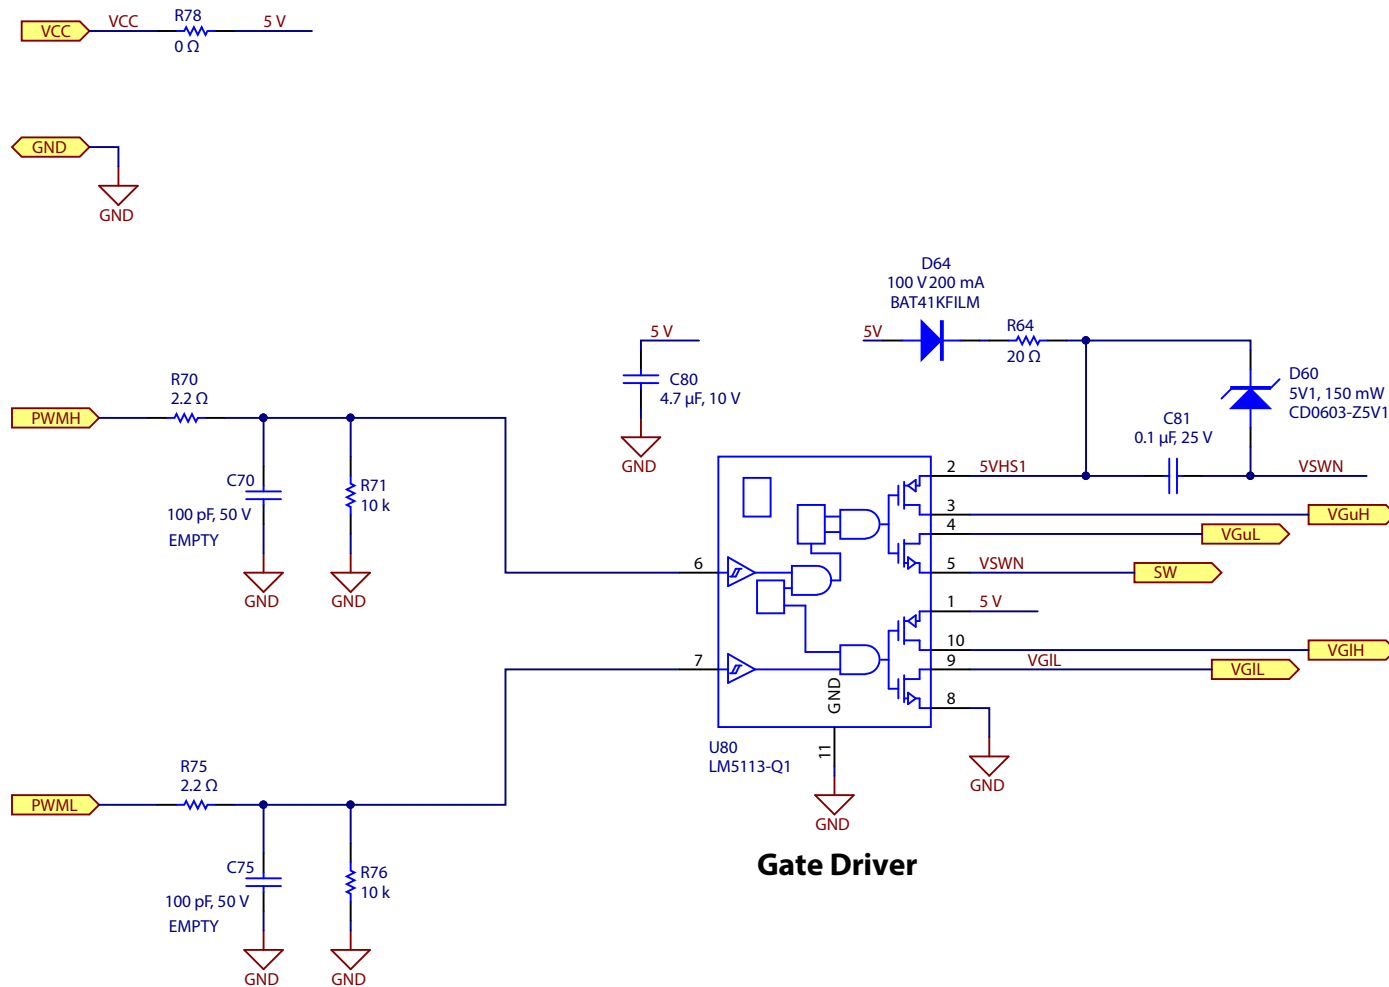 VCC
VCC
R78
0 Ω
5 V
GND
GND
D64
100 V 200 mA
BAT41KFILM
5V
R64
20 Ω
5 V
C80
4.7 µF, 10 V
GND
D60
5V1, 150 mW
CD0603-Z5V1
C81
0.1 µF, 25 V
VSWN
PWMH
R70
2.2 Ω
C70
100 pF, 50 V
EMPTY
GND
R71
10 k
GND
6
7
2
5VHS1
3
VGuH
4
VGuL
5
VSWN
SW
1
5 V
10
VGlH
9
VGlL
VGlL
8
GND
GND
11
GND
U80
LM5113-Q1
PWML
R75
2.2 Ω
C75
100 pF, 50 V
EMPTY
GND
R76
10 k
GND
Gate Driver